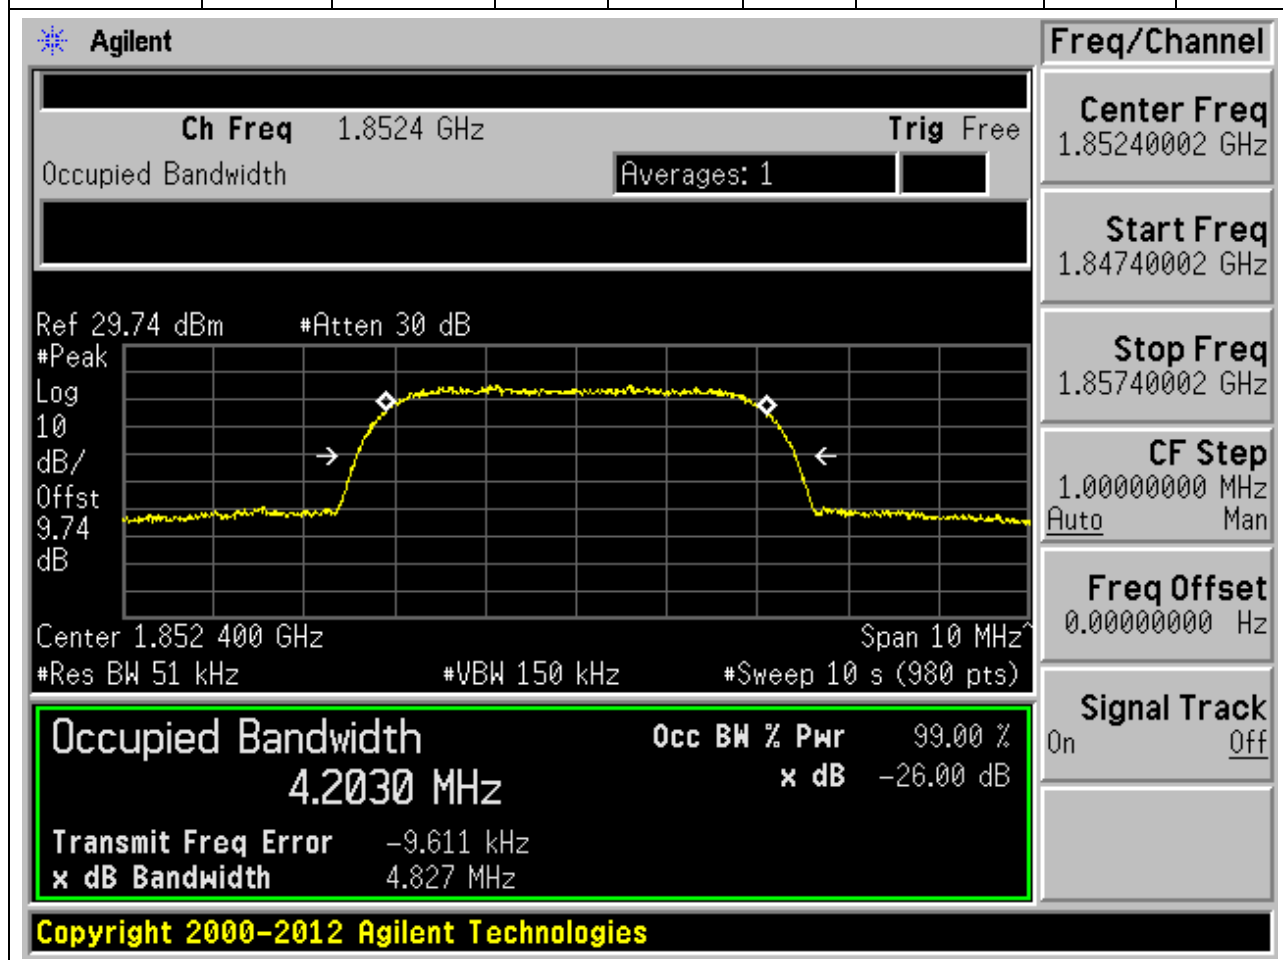 Agilent
Freq/Channel
Ch Freq 1.8524 GHz Trig Free
Occupied Bandwidth Averages: 1
Center Freq
1.85240002 GHz
Start Freq
1.84740002 GHz
Stop Freq
1.85740002 GHz
CF Step
1.00000000 MHz
Auto Man
Freq Offset
0.00000000 Hz
Signal Track
On Off
Ref 29.74 dBm #Atten 30 dB
#Peak
Log
10
dB/
Offst
9.74
dB
Center 1.852 400 GHz Span 10 MHz^
#Res BW 51 kHz #VBW 150 kHz #Sweep 10 s (980 pts)
Occupied Bandwidth Occ BW % Pwr 99.00 %
4.2030 MHz x dB -26.00 dB
Transmit Freq Error -9.611 kHz
x dB Bandwidth 4.827 MHz
Copyright 2000-2012 Agilent Technologies